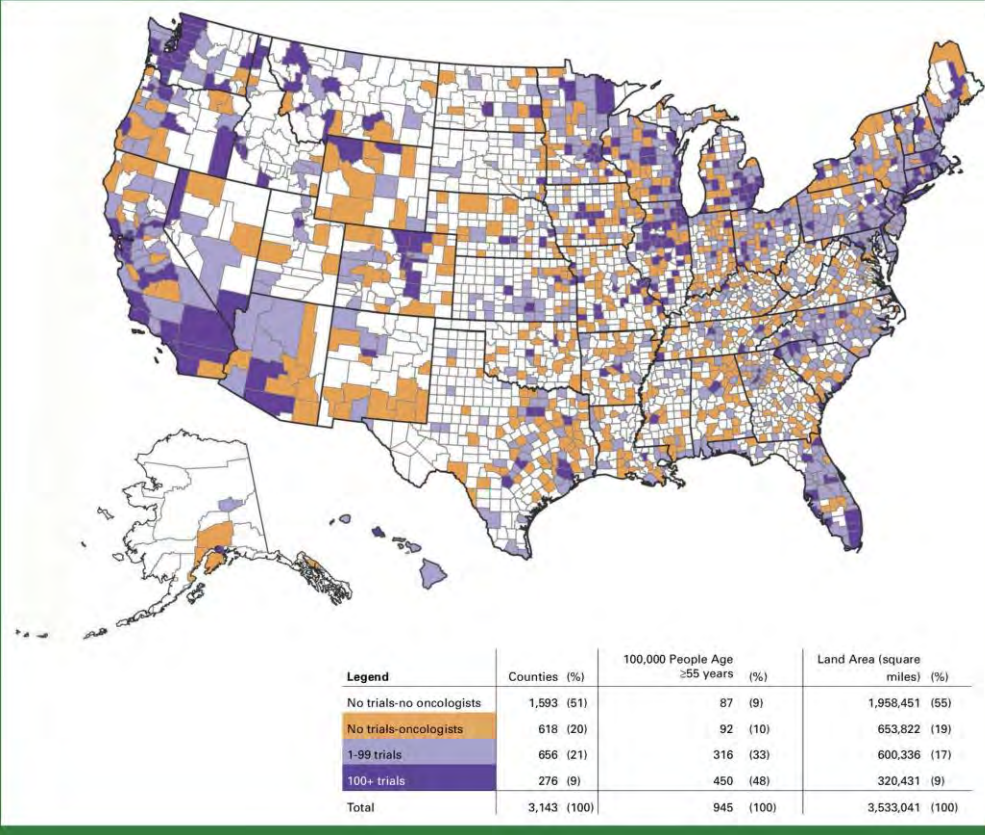 100,000 People Age Land Area (square
Legend Counties (%) ≥55 years (%) miles) (%)
No trials-no oncologists 1,593 (51) 87 (9) 1,958,451 (55)
No trials-oncologists 618 (20) 92 (10) 653,822 (19)
1-99 trials 656 (21) 316 (33) 600,336 (17)
100+ trials 276 (9) 450 (48) 320,431 (9)
Total 3,143 (100) 945 (100) 3,533,041 (100)